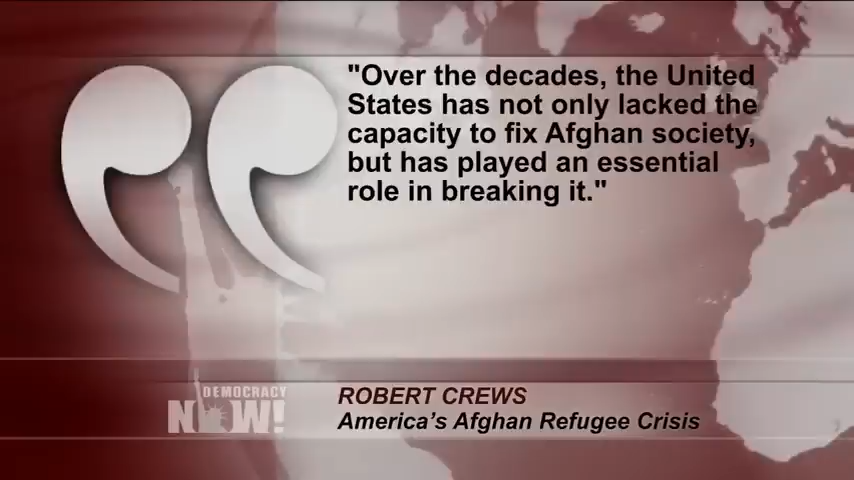 "Over the decades, the United
States has not only lacked the
capacity to fix Afghan society,
but has played an essential
role in breaking it."
DEMOCRACY
NOW!
ROBERT CREWS
America's Afghan Refugee Crisis